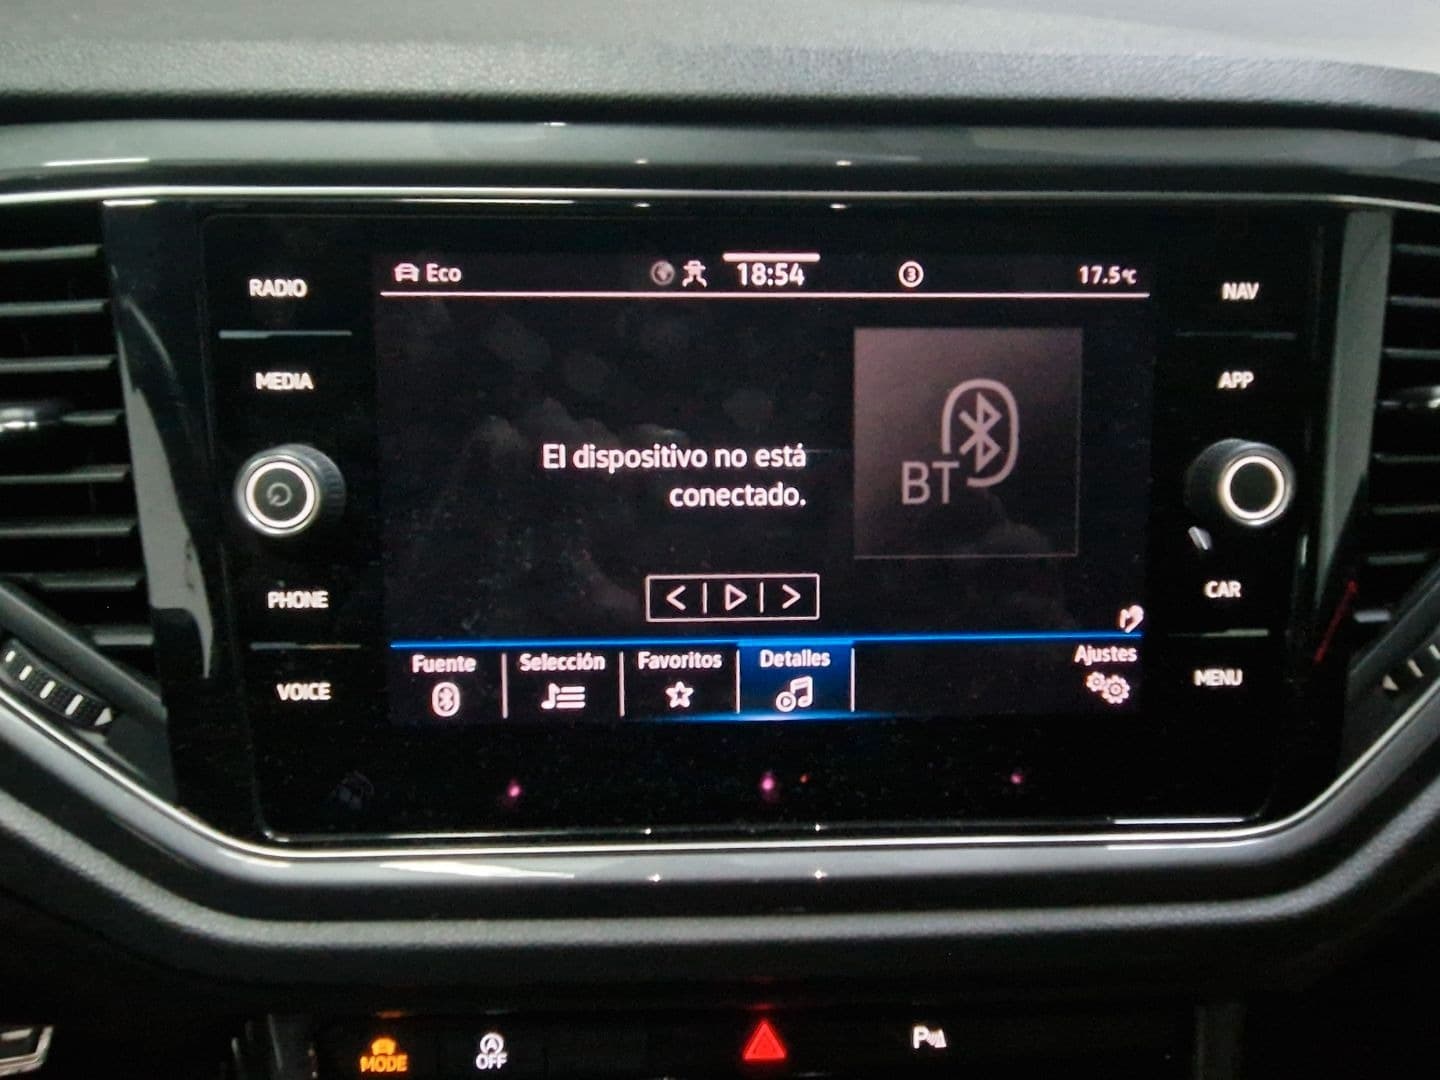 RADIO
MEDIA
PHONE
VOICE
Eco
18:54
3
17.5°C
El dispositivo no está
conectado.
BT
Fuente
Selección
Favoritos
Detalles
Ajustes
NAV
APP
CAR
MENU
MODE
A
OFF
P